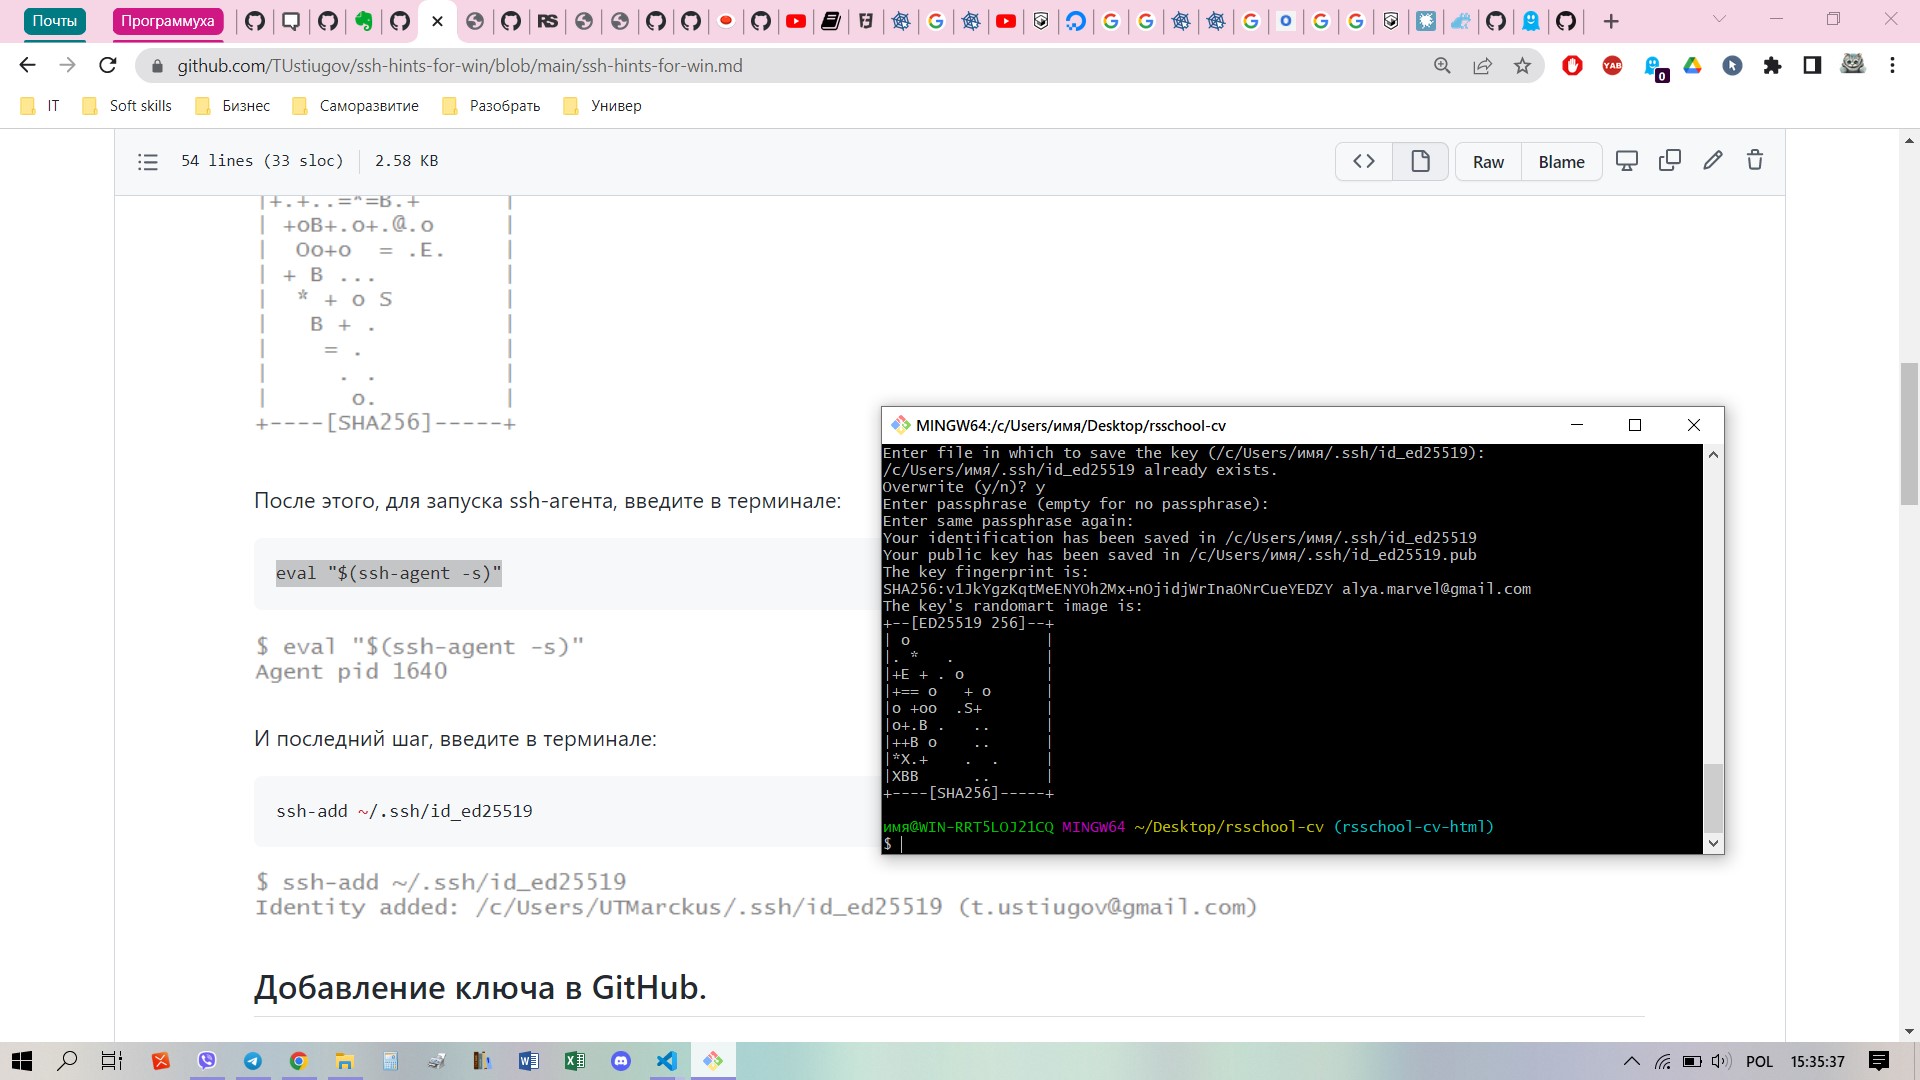 Почты
Программуха
RS
github.com/TUstiugov/ssh-hints-for-win/blob/main/ssh-hints-for-win.md
YAB
0
IT
Soft skills
Бизнес
Саморазвитие
Разобрать
Универ
54 lines (33 sloc)
2.58 KB
Raw
Blame
|+.+..=*=B.+      |
| +oB+.o+.@.o     |
|  Oo+o  = .E.    |
| + B ...         |
|  * + o S        |
|   B + .         |
|    = .          |
|     . .         |
|      o.         |
+----[SHA256]-----+
После этого, для запуска ssh-агента, введите в терминале:
eval "$(ssh-agent -s)"
$ eval "$(ssh-agent -s)"
Agent pid 1640
И последний шаг, введите в терминале:
ssh-add ~/.ssh/id_ed25519
$ ssh-add ~/.ssh/id_ed25519
Identity added: /c/Users/UTMarckus/.ssh/id_ed25519 (t.ustiugov@gmail.com)
Добавление ключа в GitHub.
MINGW64:/c/Users/имя/Desktop/rsschool-cv
Enter file in which to save the key (/c/Users/имя/.ssh/id_ed25519):
/c/Users/имя/.ssh/id_ed25519 already exists.
Overwrite (y/n)? y
Enter passphrase (empty for no passphrase):
Enter same passphrase again:
Your identification has been saved in /c/Users/имя/.ssh/id_ed25519
Your public key has been saved in /c/Users/имя/.ssh/id_ed25519.pub
The key fingerprint is:
SHA256:v1JkYgzKqtMeENYOh2Mx+nOjidjWrInaONrCueYEDZY alya.marvel@gmail.com
The key's randomart image is:
+--[ED25519 256]--+
| o               |
|. *   .          |
|+E + . o         |
|+== o   + o      |
|o +oo  .S+       |
|o+.B .   ..      |
|++B o    ..      |
|*X.+    .  .     |
|XBB      ..      |
+----[SHA256]-----+
имя@WIN-RRT5LOJ21CQ MINGW64 ~/Desktop/rsschool-cv (rsschool-cv-html)
$
POL
15:35:37